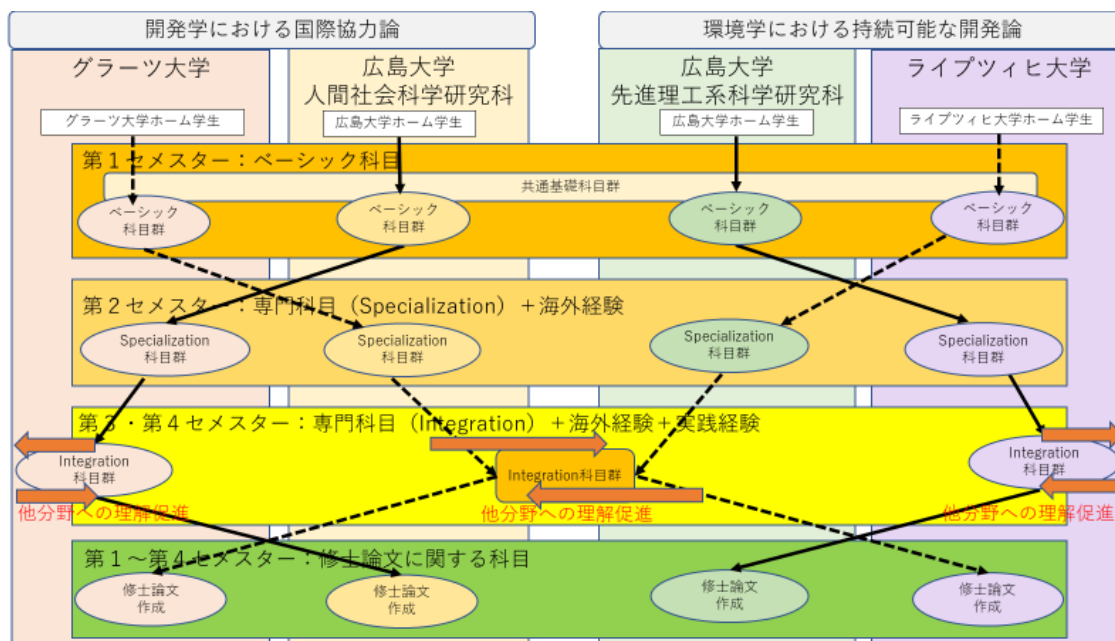 開発学における国際協力論
環境学における持続可能な開発論
グラーツ大学
広島大学
人間社会科学研究科
広島大学
先進理工系科学研究科
ライプツィヒ大学
グラーツ大学ホーム学生
広島大学ホーム学生
広島大学ホーム学生
ライプツィヒ大学ホーム学生
第1セメスター：ベーシック科目
共通基礎科目群
ベーシック
科目群
ベーシック
科目群
ベーシック
科目群
ベーシック
科目群
第2セメスター：専門科目（Specialization）＋海外経験
Specialization
科目群
Specialization
科目群
Specialization
科目群
Specialization
科目群
第3・第4セメスター：専門科目（Integration）＋海外経験＋実践経験
Integration
科目群
Integration科目群
Integration
科目群
他分野への理解促進
他分野への理解促進
他分野への理解促進
第1～第4セメスター：修士論文に関する科目
修士論文
作成
修士論文
作成
修士論文
作成
修士論文
作成